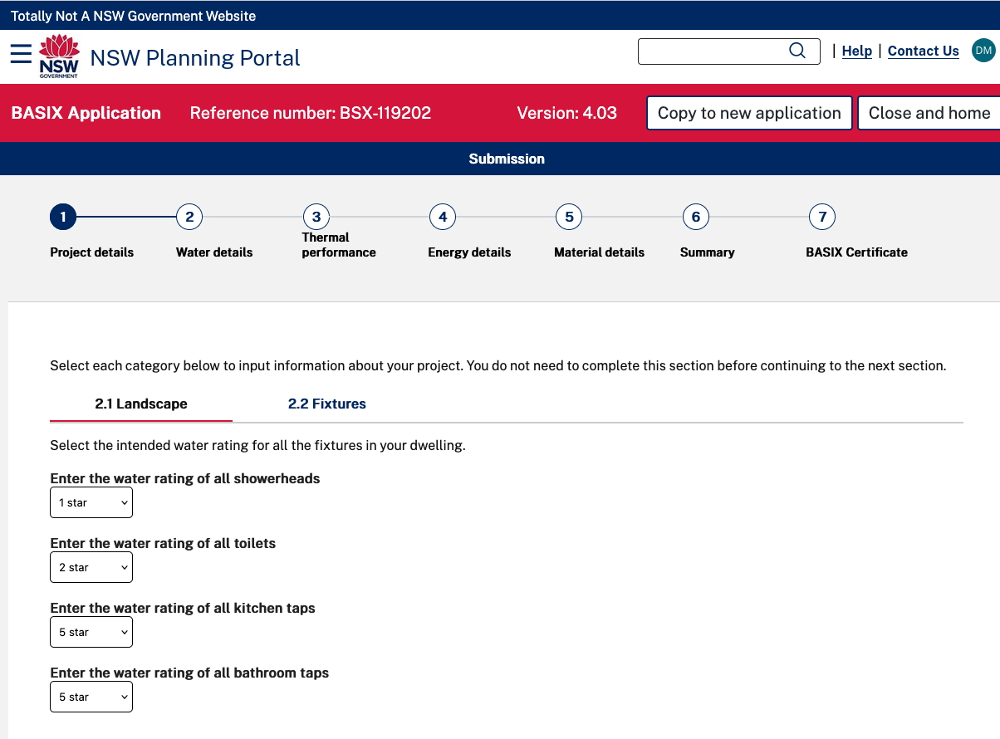 Totally Not A NSW Government Website
NSW GOVERNMENT NSW Planning Portal | Help | Contact Us DM
BASIX Application Reference number: BSX-119202 Version: 4.03 Copy to new application Close and home
Submission
1 2 3 4 5 6 7
Project details Water details Thermal performance Energy details Material details Summary BASIX Certificate
Select each category below to input information about your project. You do not need to complete this section before continuing to the next section.
2.1 Landscape 2.2 Fixtures
Select the intended water rating for all the fixtures in your dwelling.
Enter the water rating of all showerheads
1 star
Enter the water rating of all toilets
2 star
Enter the water rating of all kitchen taps
5 star
Enter the water rating of all bathroom taps
5 star